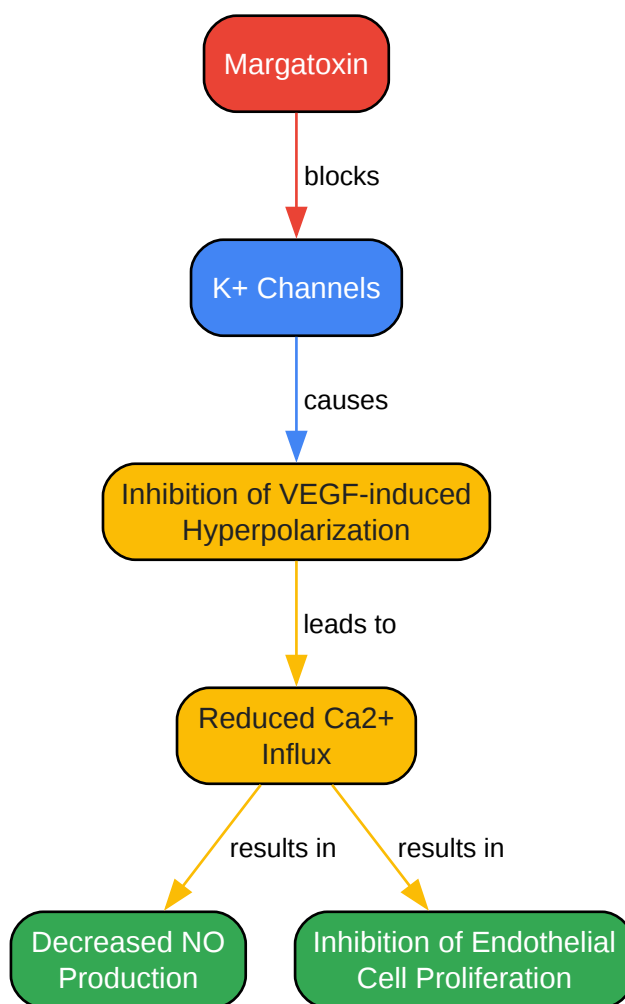 Margatoxin
blocks
K+ Channels
causes
Inhibition of VEGF-induced
Hyperpolarization
leads to
Reduced Ca2+
Influx
results in
results in
Decreased NO
Production
Inhibition of Endothelial
Cell Proliferation